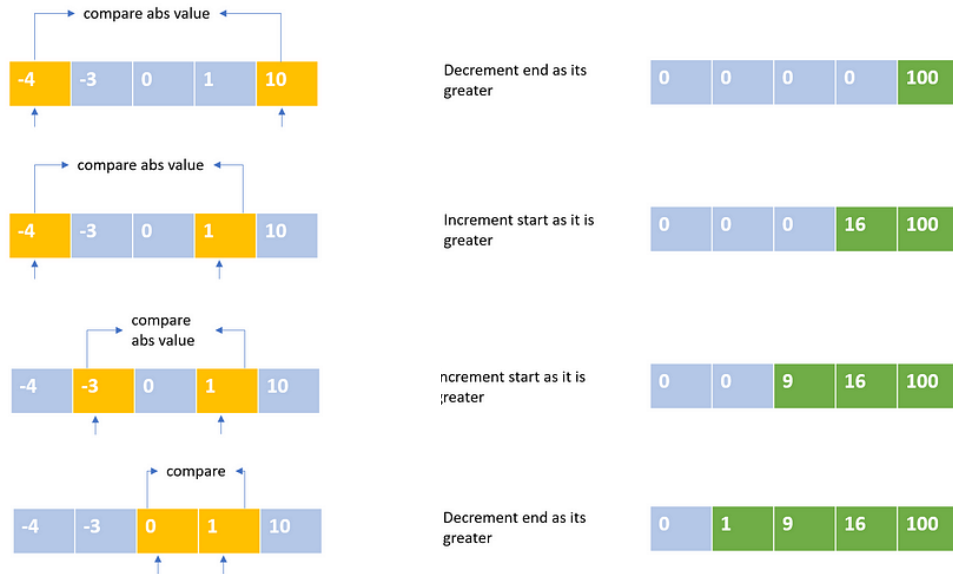 compare abs value
-4 -3 0 1 10
Decrement end as its
greater
0 0 0 0 100
compare abs value
-4 -3 0 1 10
Increment start as it is
greater
0 0 0 16 100
compare
abs value
-4 -3 0 1 10
ncrement start as it is
greater
0 0 9 16 100
compare
-4 -3 0 1 10
Decrement end as its
greater
0 1 9 16 100